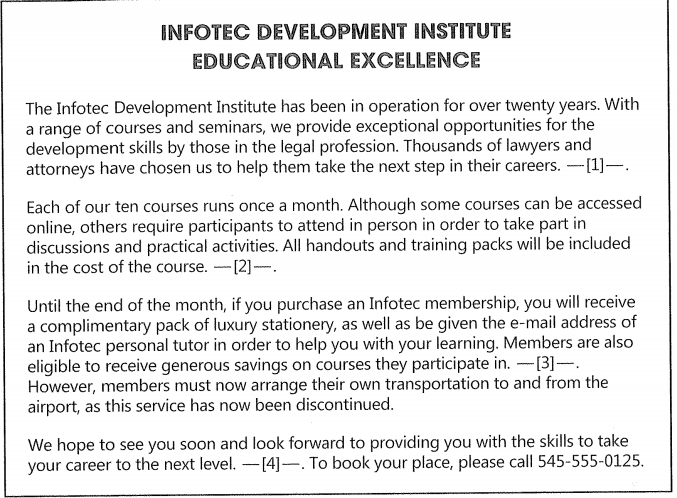 INFOTEC DEVELOPMENT INSTITUTE
EDUCATIONAL EXCELLENCE
The Infotec Development Institute has been in operation for over twenty years. With
a range of courses and seminars, we provide exceptional opportunities for the
development skills by those in the legal profession. Thousands of lawyers and
attorneys have chosen us to help them take the next step in their careers. —[1]— .
Each of our ten courses runs once a month. Although some courses can be accessed
online, others require participants to attend in person in order to take part in
discussions and practical activities. All handouts and training packs will be included
in the cost of the course. —[2]— .
Until the end of the month, if you purchase an Infotec membership, you will receive
a complimentary pack of luxury stationery, as well as be given the e-mail address of
an Infotec personal tutor in order to help you with your learning. Members are also
eligible to receive generous savings on courses they participate in. —[3]— .
However, members must now arrange their own transportation to and from the
airport, as this service has now been discontinued.
We hope to see you soon and look forward to providing you with the skills to take
your career to the next level. —[4]— . To book your place, please call 545-555-0125.